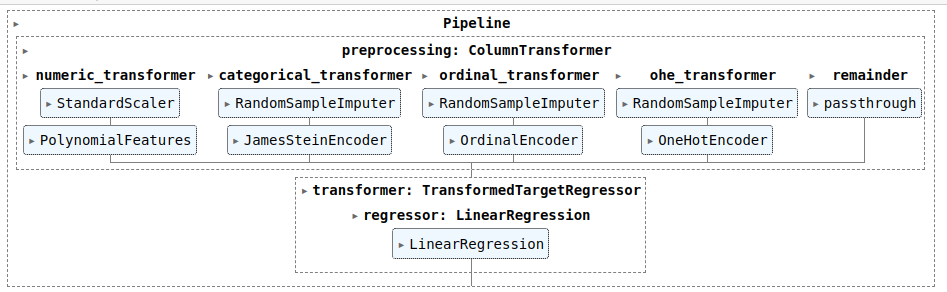 Pipeline
preprocessing: ColumnTransformer
numeric_transformer categorical_transformer ordinal_transformer ohe_transformer remainder
StandardScaler RandomSampleImputer RandomSampleImputer RandomSampleImputer passthrough
PolynomialFeatures JamesSteinEncoder OrdinalEncoder OneHotEncoder
transformer: TransformedTargetRegressor
regressor: LinearRegression
LinearRegression